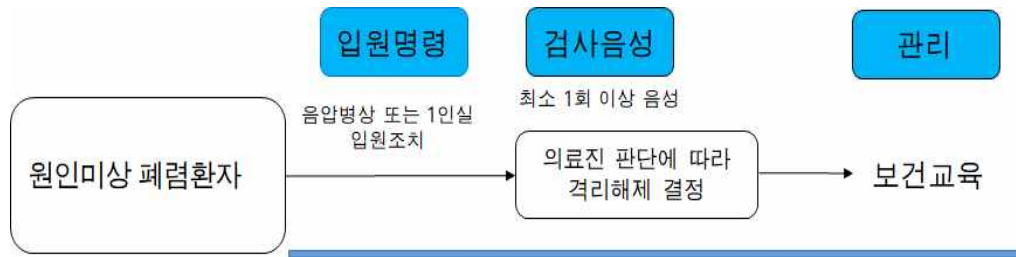 입원명령
검사음성
관리
음압병상 또는 1인실
입원조치
최소 1회 이상 음성
원인미상 폐렴환자
의료진 판단에 따라
격리해제 결정
보건교육